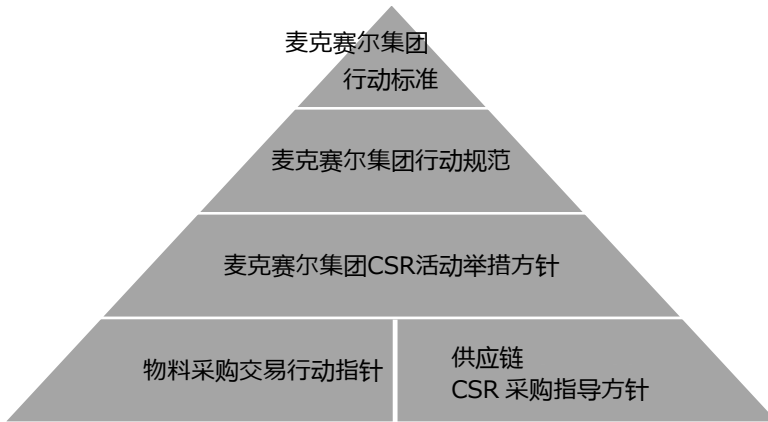 麦克赛尔集团
行动标准
麦克赛尔集团行动规范
麦克赛尔集团CSR活动举措方针
物料采购交易行动指针
供应链
CSR 采购指导方针